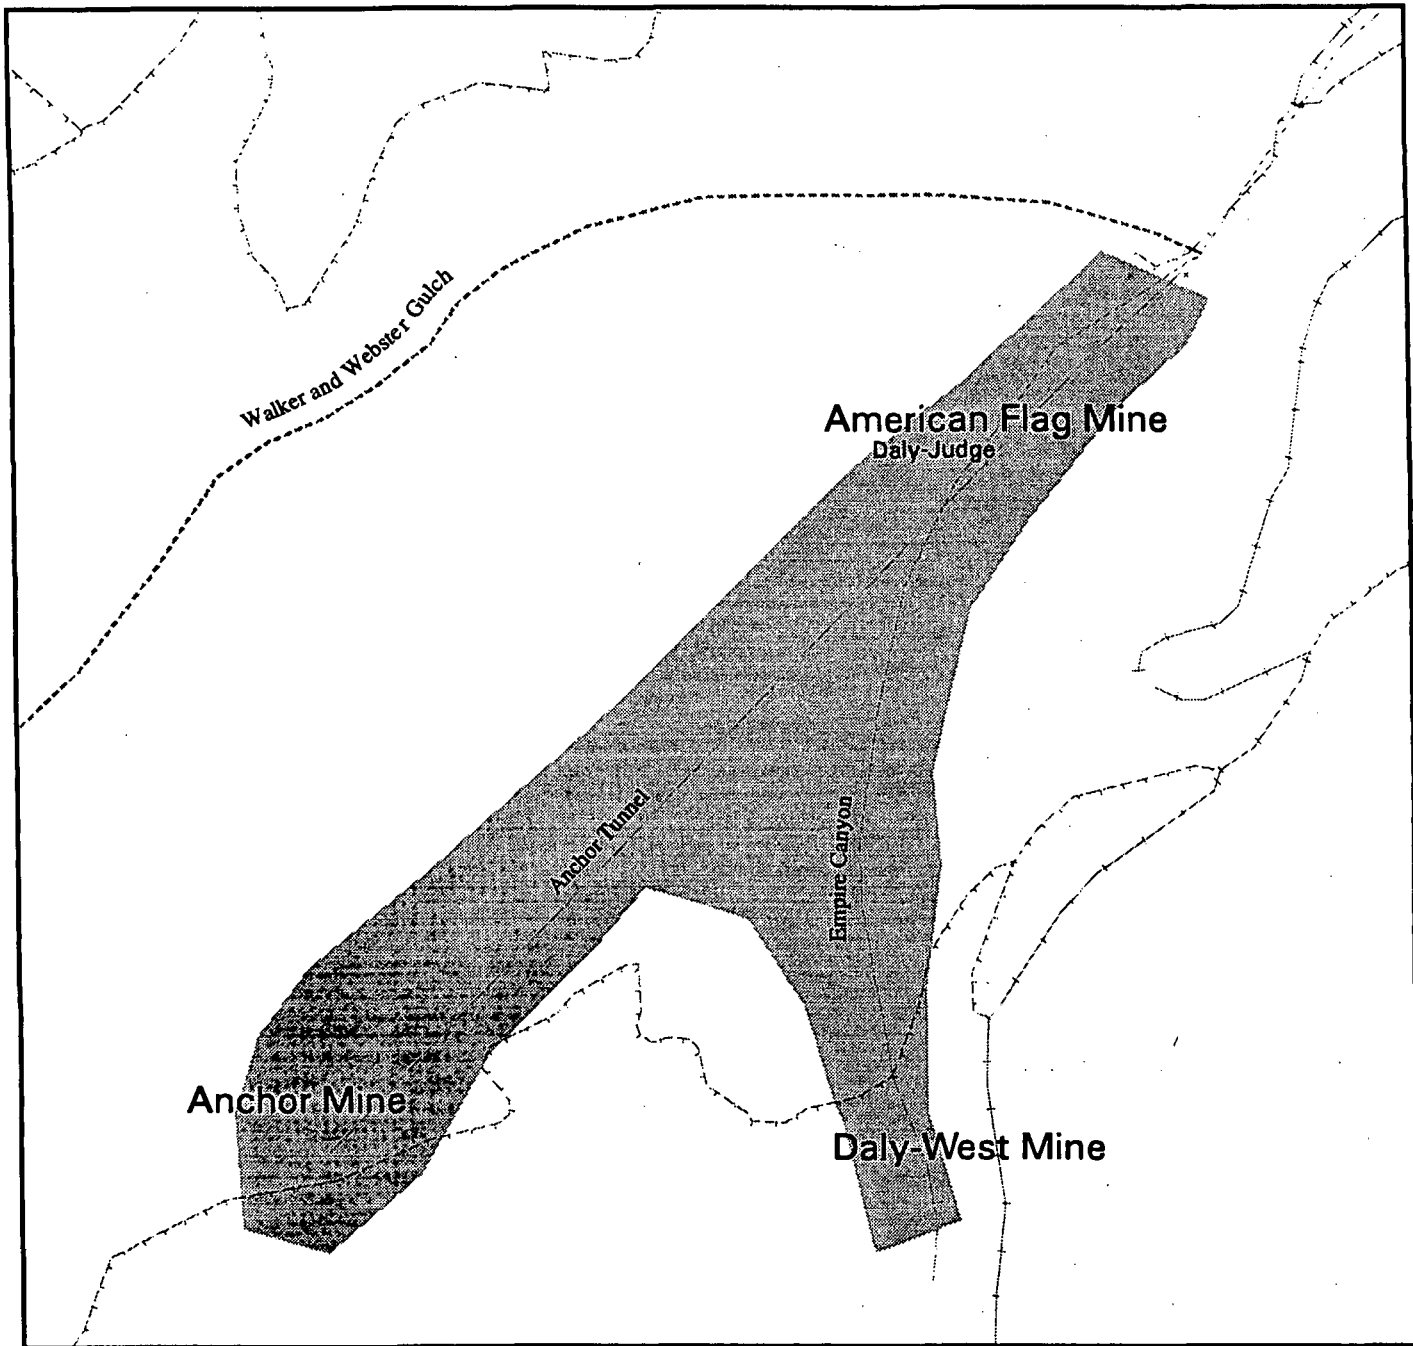 Walker and Webster Gulch
American Flag Mine
Daly-Judge
Anchor Tunnel
Empire Canyon
Anchor Mine
Daly-West Mine